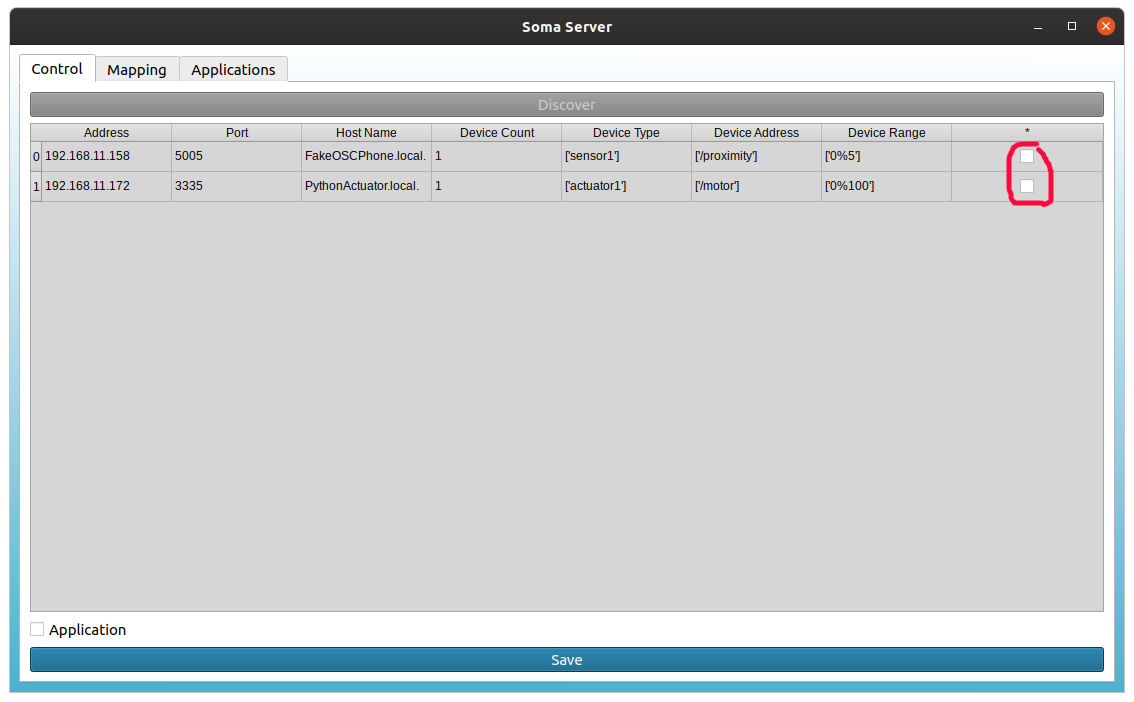 Soma Server
Control Mapping Applications
Discover
Address Port Host Name Device Count Device Type Device Address Device Range *
0 192.168.11.158 5005 FakeOSCPhone.local. 1 ['sensor1'] ['/proximity'] ['0%5']
1 192.168.11.172 3335 PythonActuator.local. 1 ['actuator1'] ['/motor'] ['0%100']
Application
Save